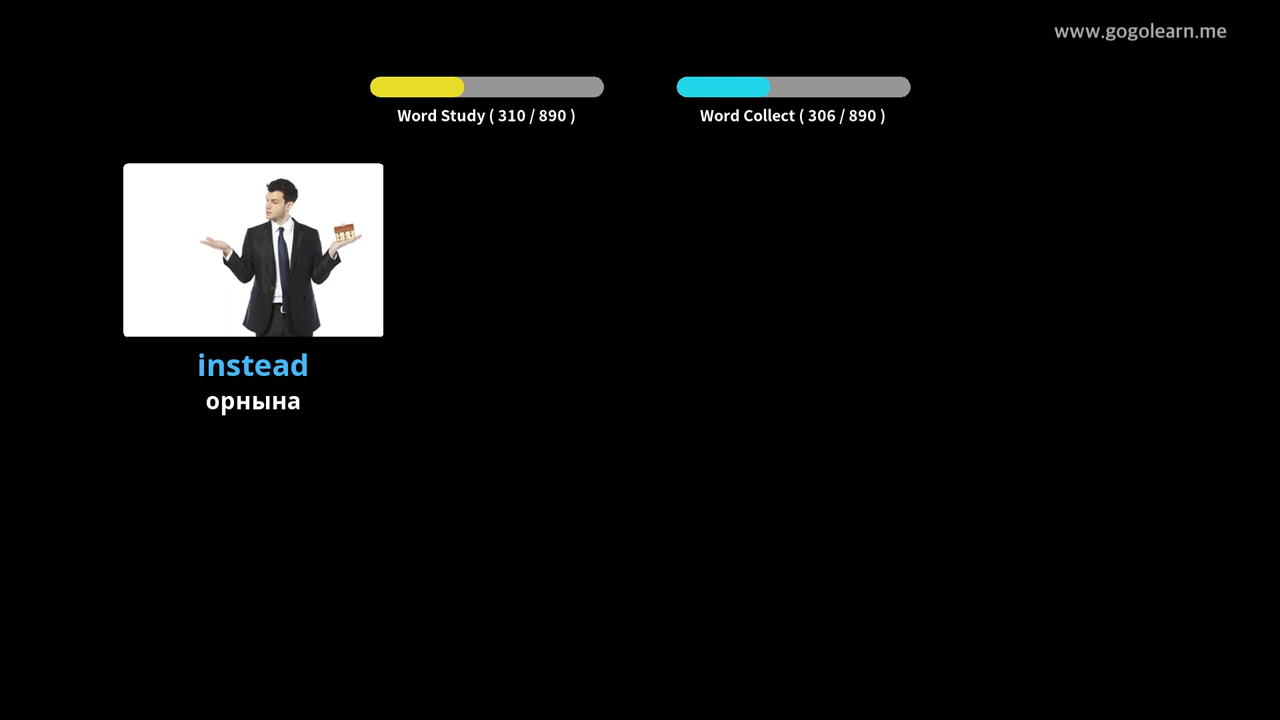 www.gogolearn.me
Word Study ( 310 / 890 )
Word Collect ( 306 / 890 )
instead
орнына